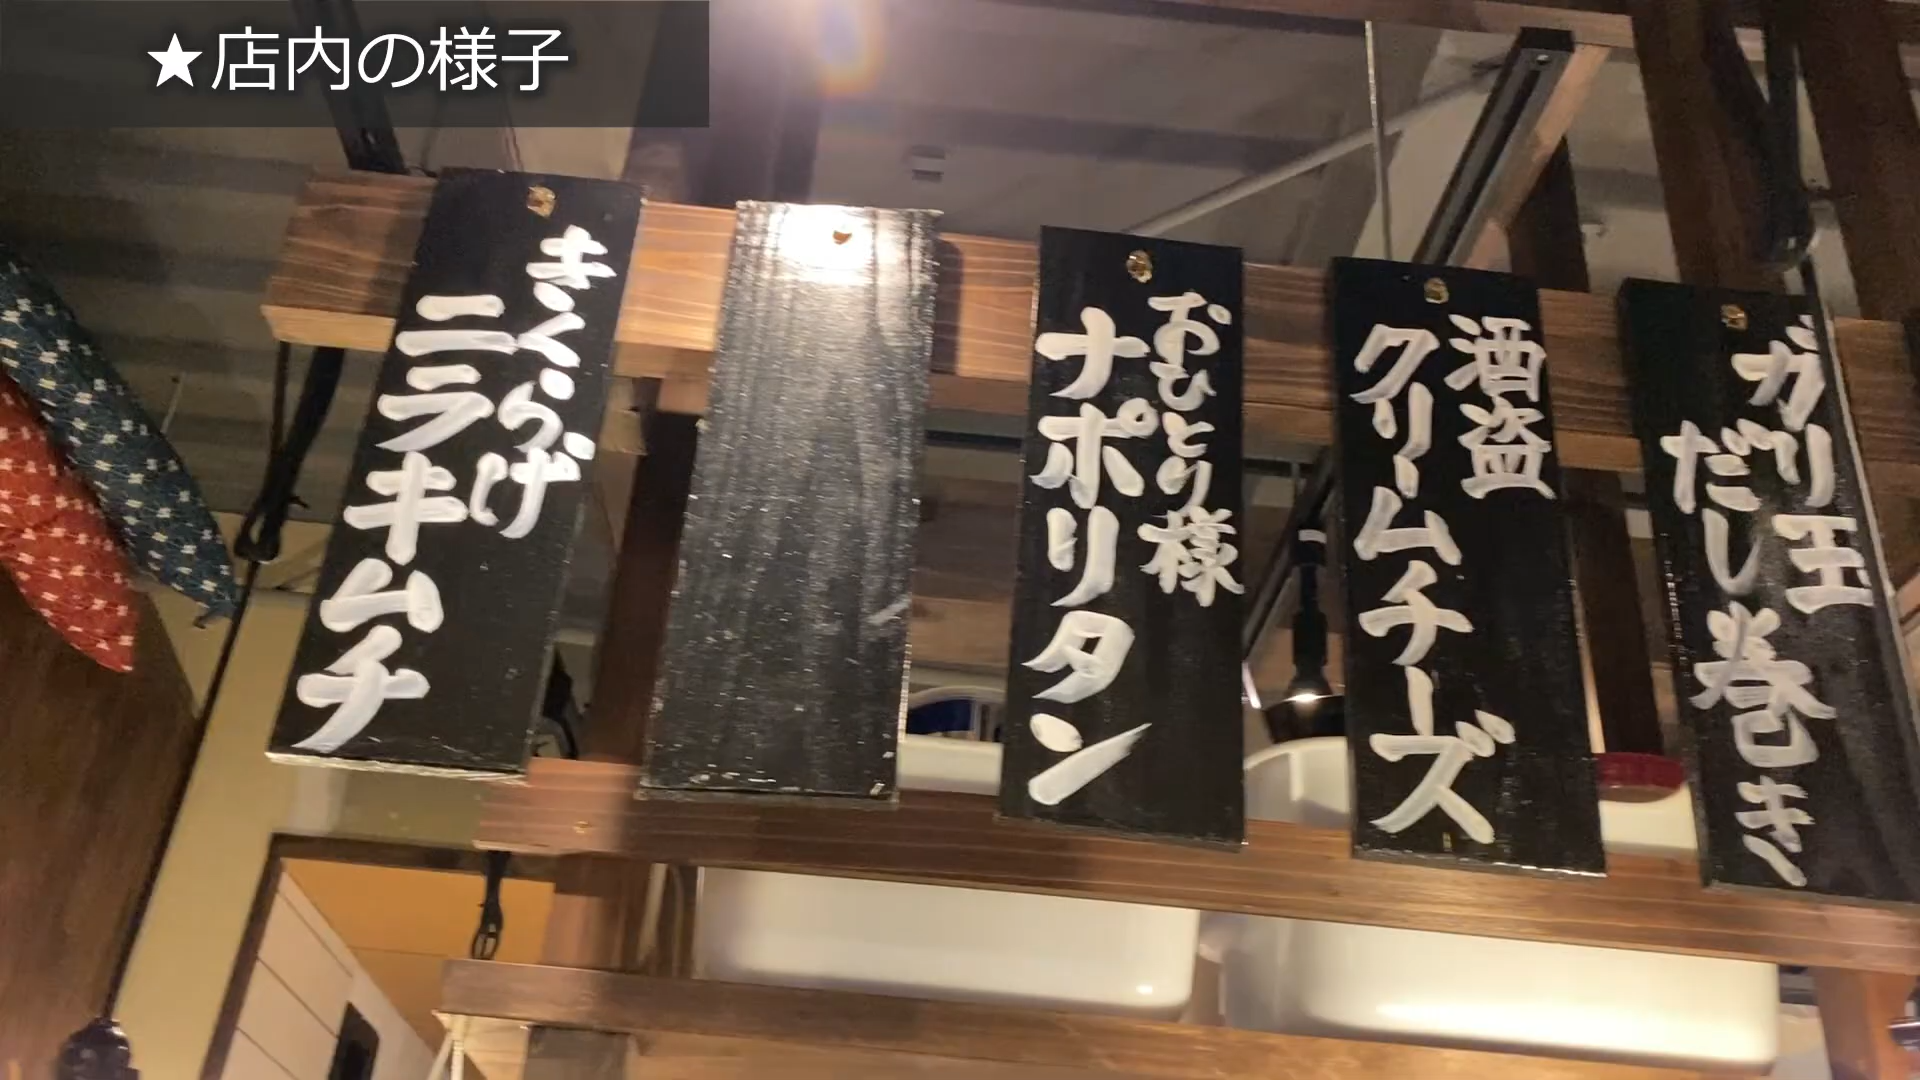 ★店内の様子
きくらげ
ニラキムチ
おひとり様
ナポリタン
酒盗
クリームチーズ
ガリ玉
だし巻き